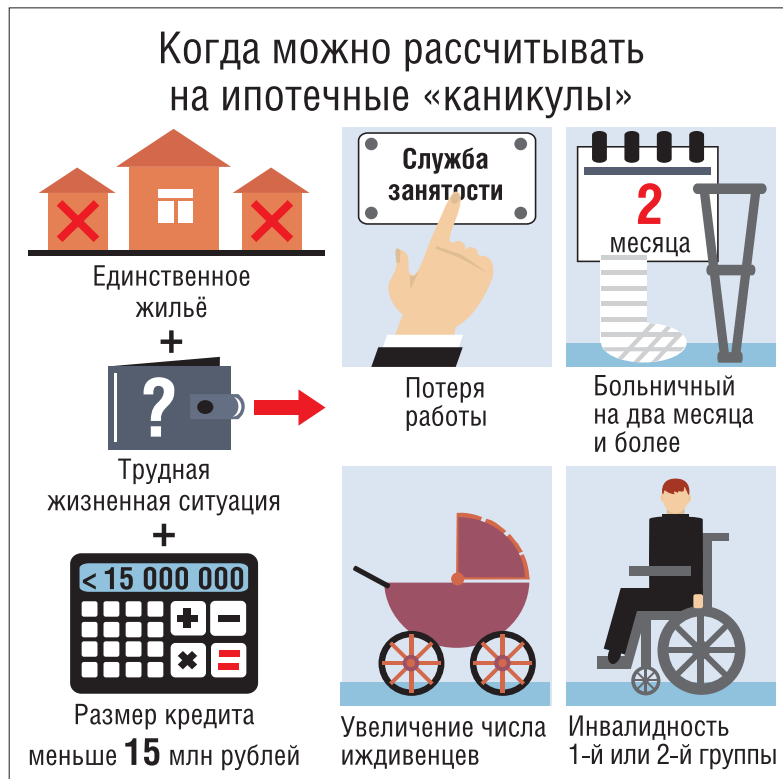 Когда можно рассчитывать
на ипотечные «каникулы»
Единственное
жильё
+
?
Трудная
жизненная ситуация
+
< 15 000 000
+ −
× =
Размер кредита
меньше 15 млн рублей
Служба
занятости
Потеря
работы
2
месяца
Больничный
на два месяца
и более
Увеличение числа
иждивенцев
Инвалидность
1-й или 2-й группы